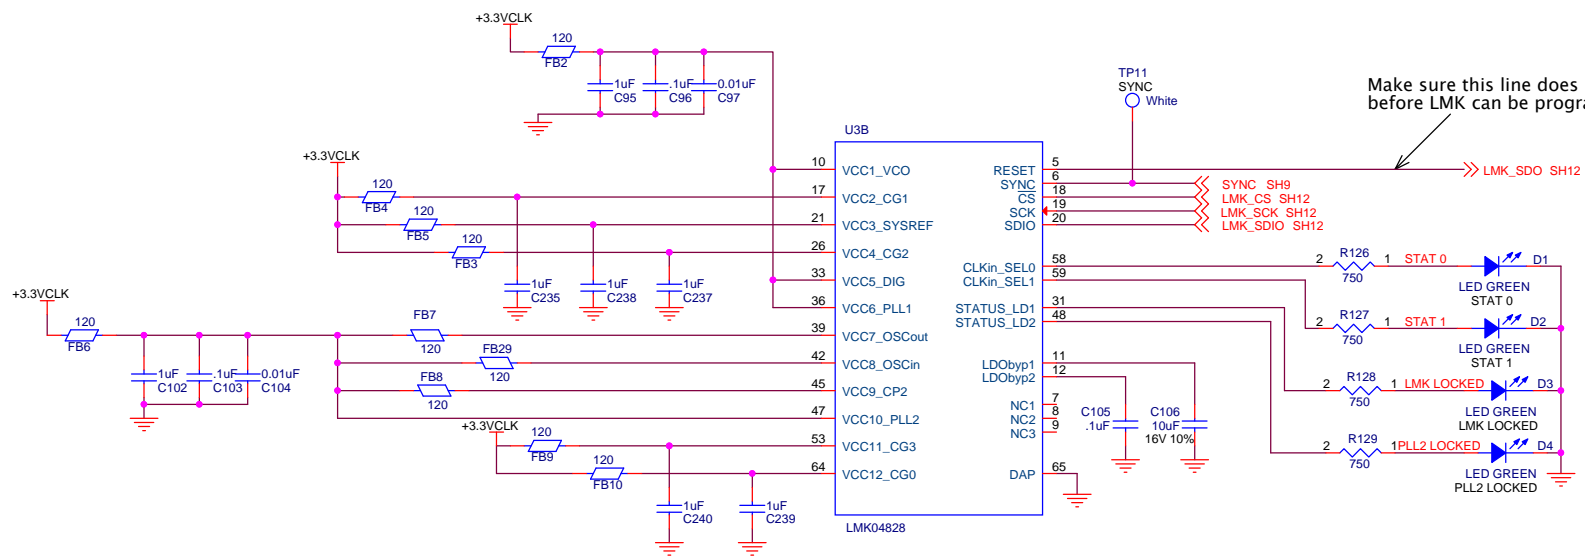 +3.3VCLK
120
FB2
1uF
C95
.1uF
C96
0.01uF
C97
TP11
SYNC
White
Make sure this line does
before LMK can be progra
U3B
+3.3VCLK
120
FB4
120
FB5
120
FB3
1uF
C235
1uF
C238
1uF
C237
+3.3VCLK
120
FB6
1uF
C102
.1uF
C103
0.01uF
C104
FB7
120
FB29
120
FB8
120
+3.3VCLK
120
FB9
120
FB10
1uF
C240
1uF
C239
10 VCC1_VCO
17 VCC2_CG1
21 VCC3_SYSREF
26 VCC4_CG2
33 VCC5_DIG
36 VCC6_PLL1
39 VCC7_OSCout
42 VCC8_OSCin
45 VCC9_CP2
47 VCC10_PLL2
53 VCC11_CG3
64 VCC12_CG0
RESET 5
SYNC 6
CS 18
SCK 19
SDIO 20
CLKin_SEL0 58
CLKin_SEL1 59
STATUS_LD1 31
STATUS_LD2 48
LDObyp1 11
LDObyp2 12
NC1 7
NC2 8
NC3 9
DAP 65
LMK04828
LMK_SDO SH12
SYNC SH9
LMK_CS SH12
LMK_SCK SH12
LMK_SDIO SH12
2 R126 1 STAT 0 D1
750
LED GREEN
STAT 0
2 R127 1 STAT 1 D2
750
LED GREEN
STAT 1
2 R128 1 LMK LOCKED D3
750
LED GREEN
LMK LOCKED
2 R129 1 PLL2 LOCKED D4
750
LED GREEN
PLL2 LOCKED
C105
.1uF
C106
10uF
16V 10%